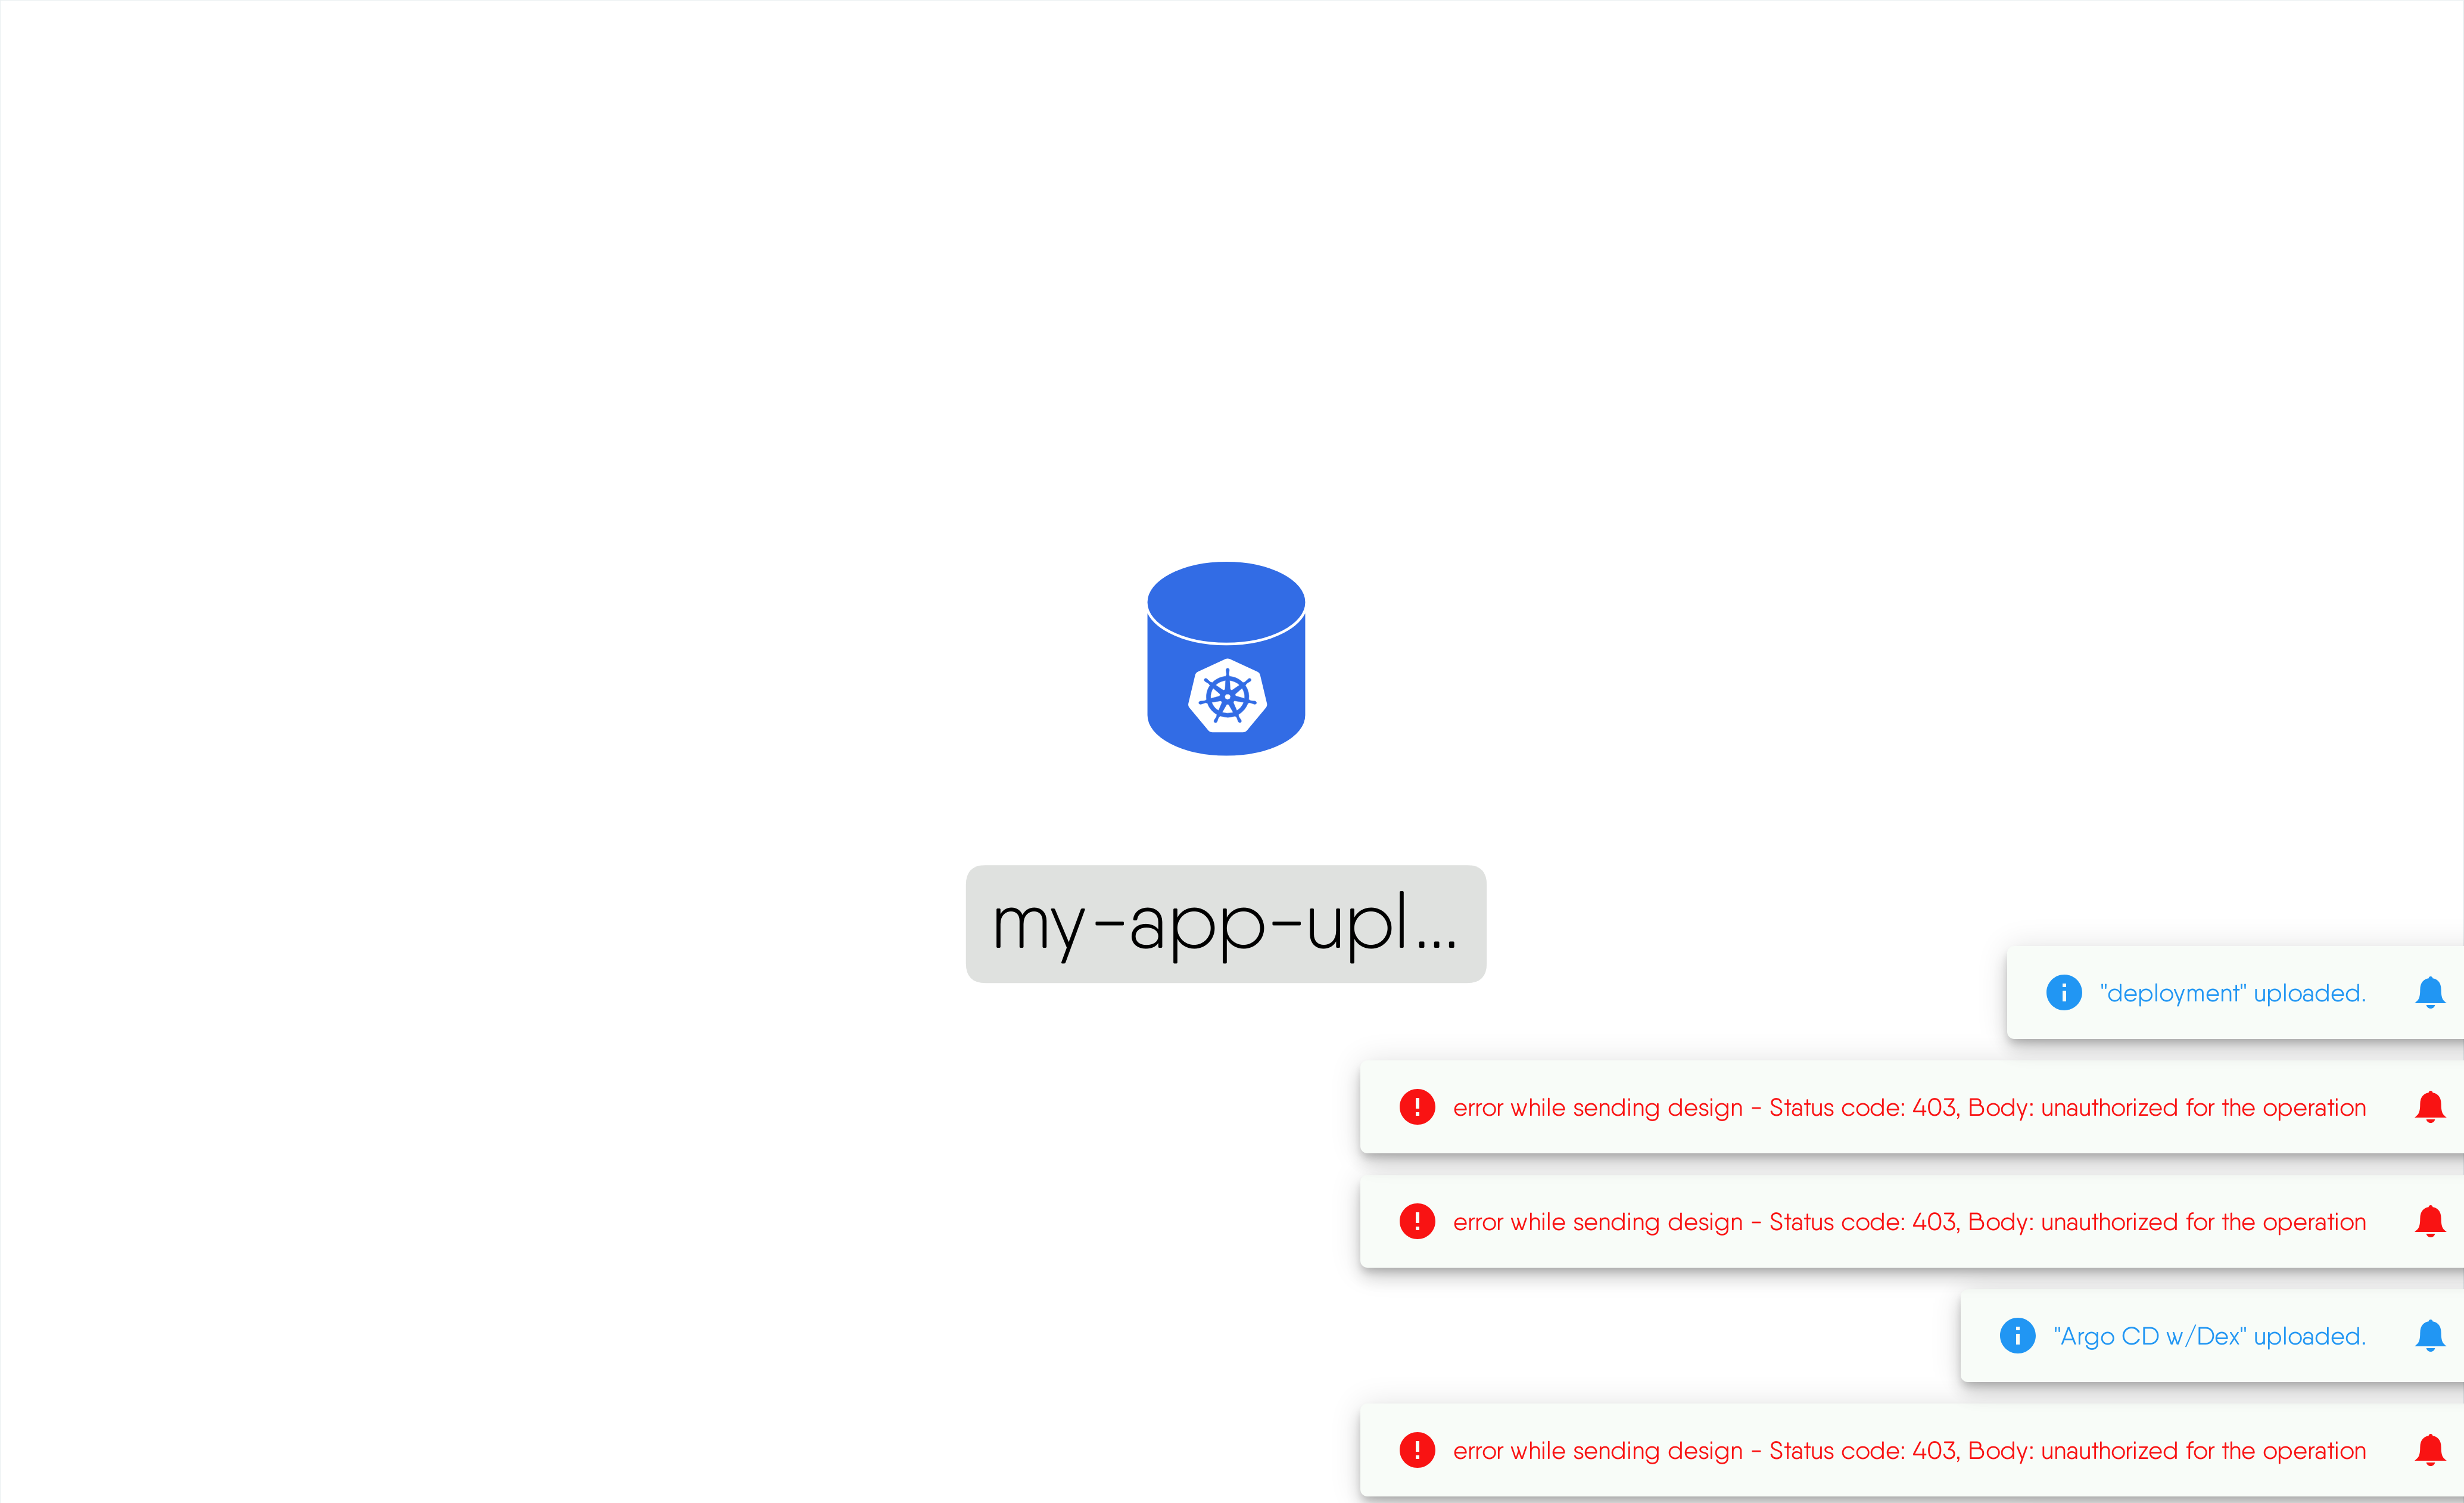 my-app-upl...
"deployment" uploaded.
error while sending design - Status code: 403, Body: unauthorized for the operation
error while sending design - Status code: 403, Body: unauthorized for the operation
"Argo CD w/Dex" uploaded.
error while sending design - Status code: 403, Body: unauthorized for the operation